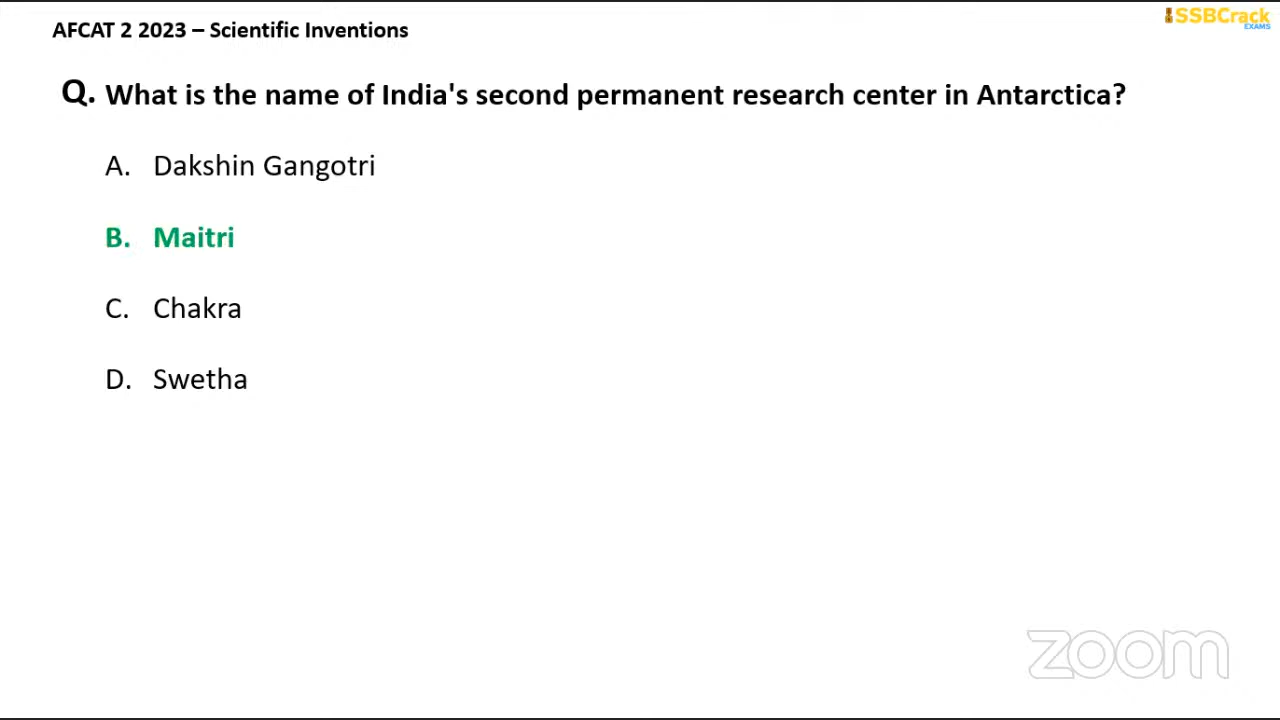 AFCAT 2 2023 – Scientific Inventions
SSBCrack
EXAMS
Q. What is the name of India's second permanent research center in Antarctica?
A. Dakshin Gangotri
B. Maitri
C. Chakra
D. Swetha
zoom